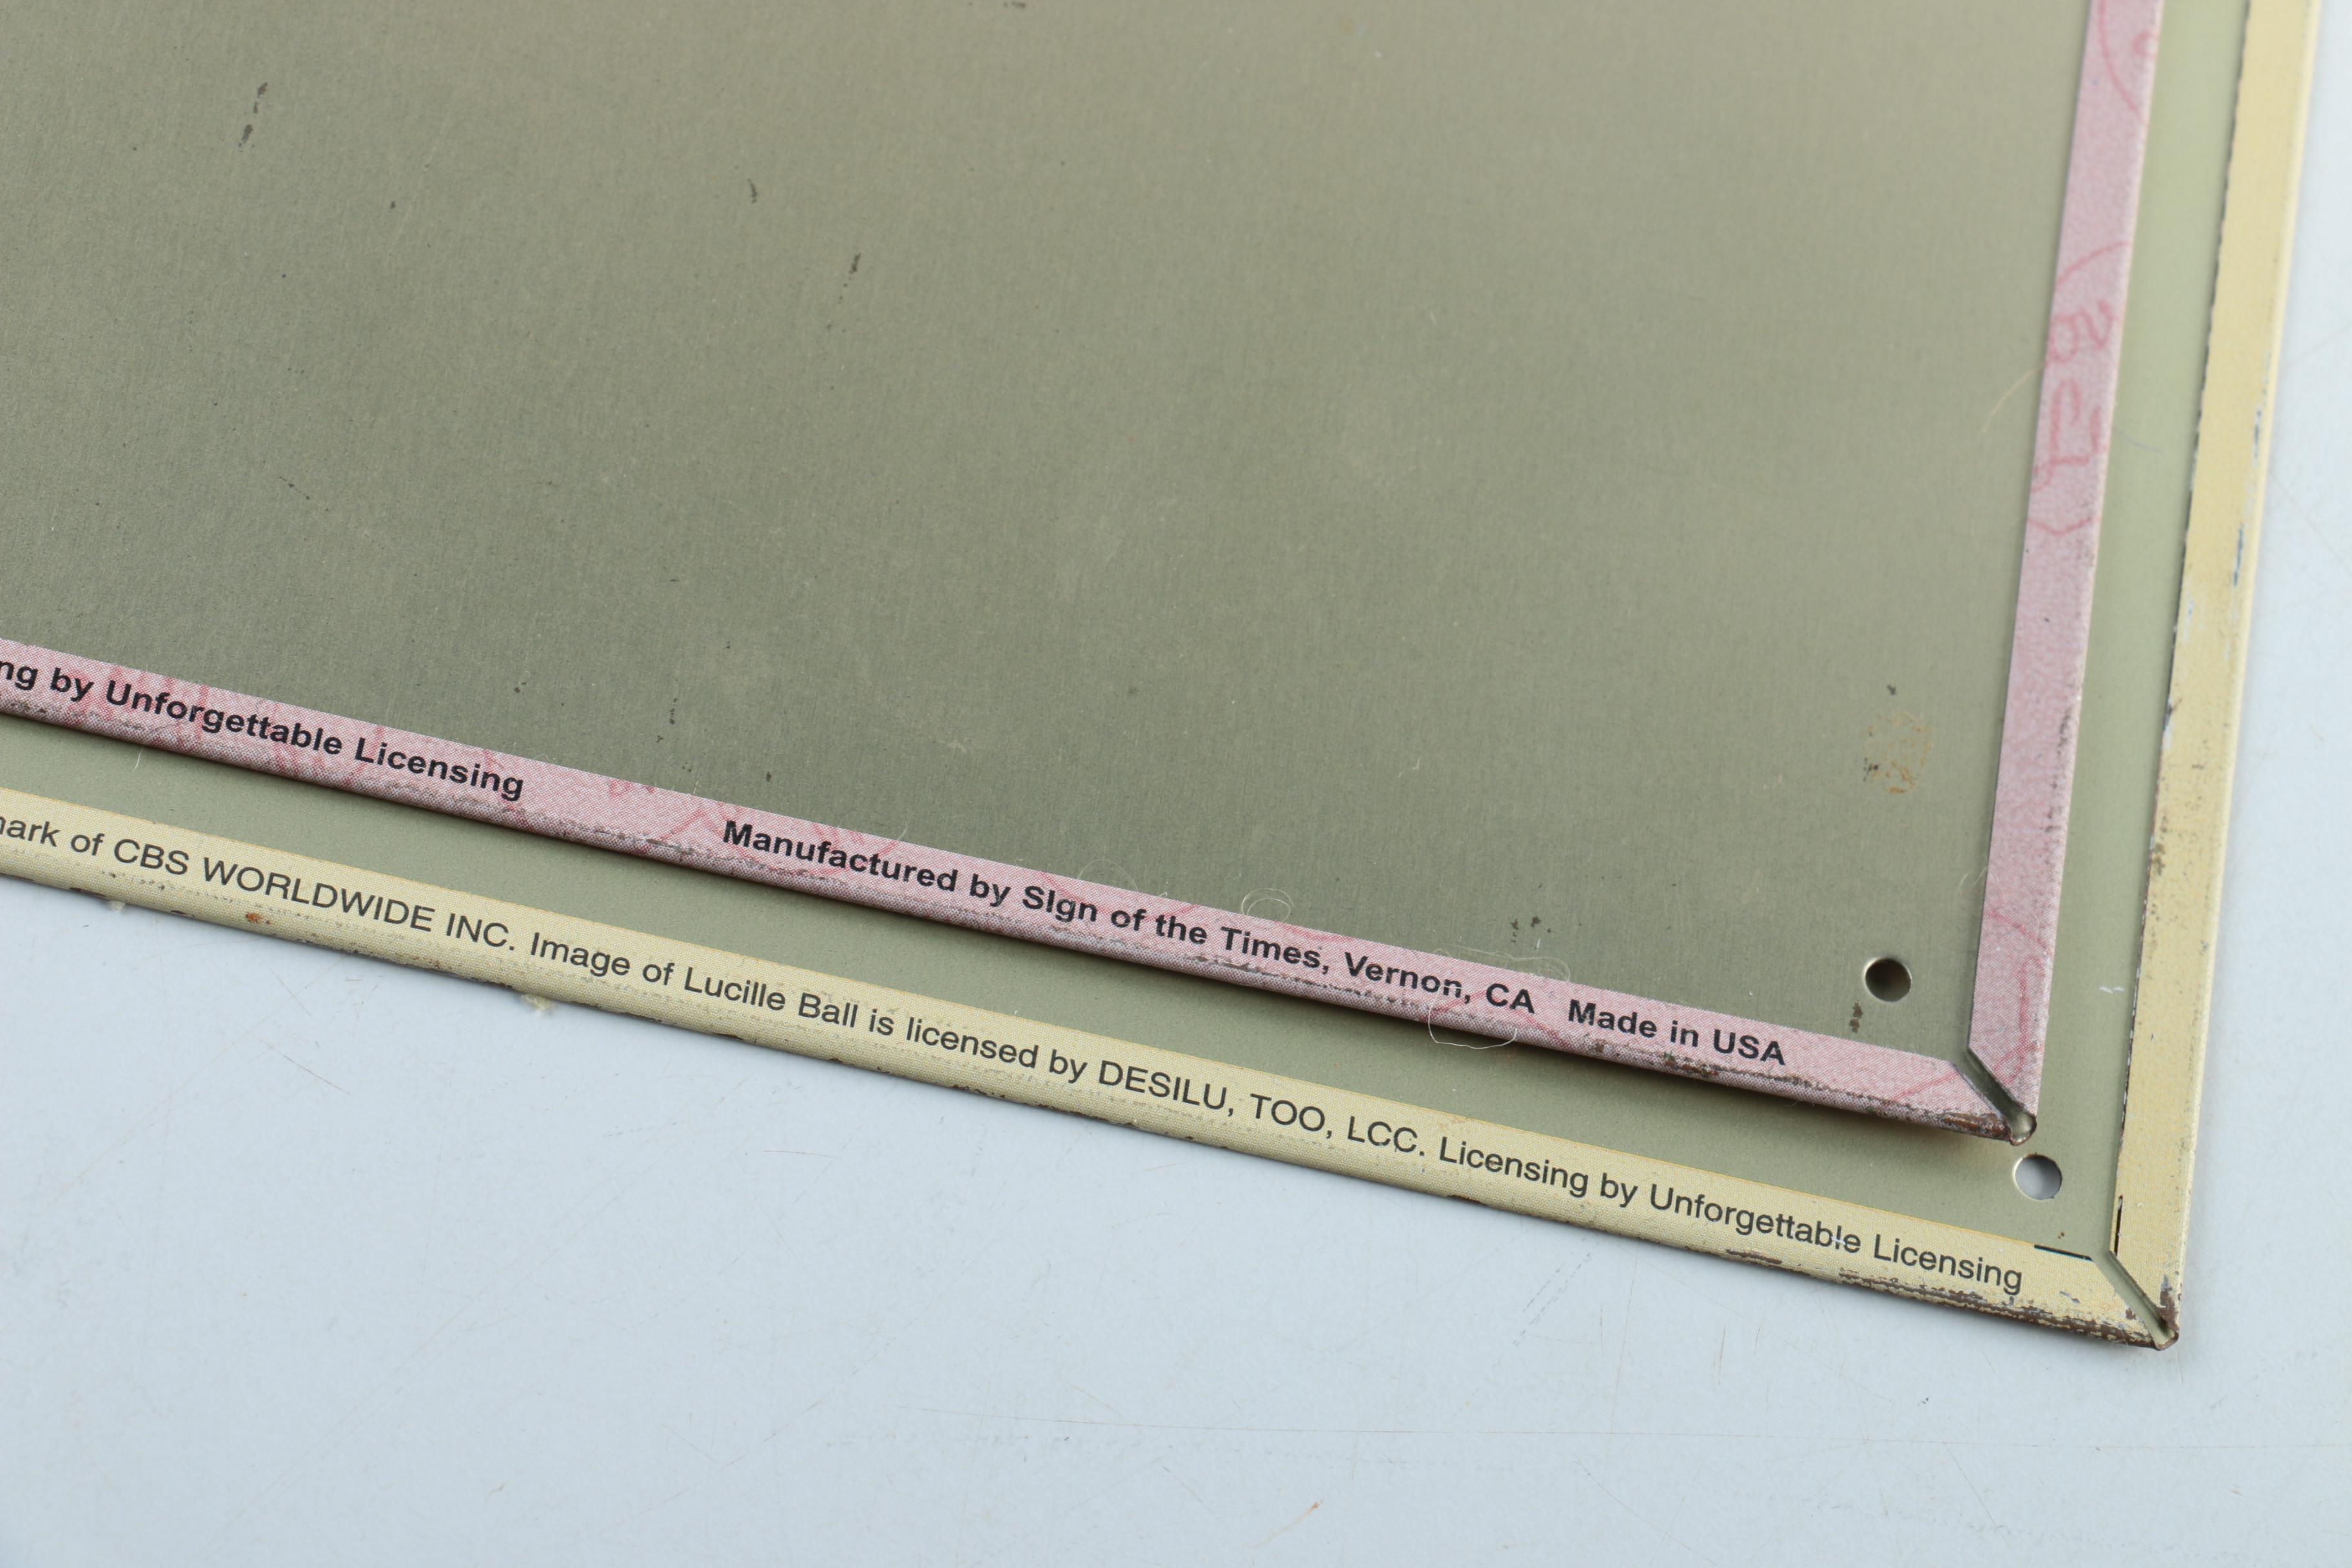 ng by Unforgettable Licensing Manufactured by SIgn of the Times, Vernon, CA Made in USA
ark of CBS WORLDWIDE INC. Image of Lucille Ball is licensed by DESILU, TOO, LCC. Licensing by Unforgettable Licensing